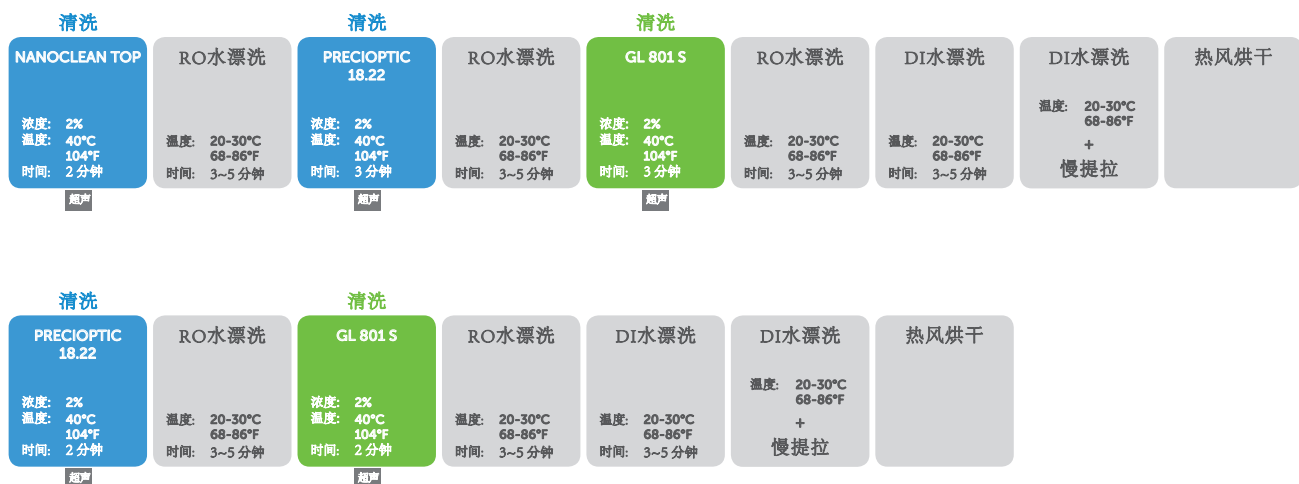 清洗
NANOCLEAN TOP
浓度: 2%
温度: 40°C
104°F
时间: 2 分钟
超声
RO水漂洗
温度: 20-30°C
68-86°F
时间: 3~5 分钟
清洗
PRECIOPTIC
18.22
浓度: 2%
温度: 40°C
104°F
时间: 3 分钟
超声
RO水漂洗
温度: 20-30°C
68-86°F
时间: 3~5 分钟
清洗
GL 801 S
浓度: 2%
温度: 40°C
104°F
时间: 3 分钟
超声
RO水漂洗
温度: 20-30°C
68-86°F
时间: 3~5 分钟
DI水漂洗
温度: 20-30°C
68-86°F
时间: 3~5 分钟
DI水漂洗
温度: 20-30°C
68-86°F
+
慢提拉
热风烘干
清洗
PRECIOPTIC
18.22
浓度: 2%
温度: 40°C
104°F
时间: 2 分钟
超声
RO水漂洗
温度: 20-30°C
68-86°F
时间: 3~5 分钟
清洗
GL 801 S
浓度: 2%
温度: 40°C
104°F
时间: 2 分钟
超声
RO水漂洗
温度: 20-30°C
68-86°F
时间: 3~5 分钟
DI水漂洗
温度: 20-30°C
68-86°F
时间: 3~5 分钟
DI水漂洗
温度: 20-30°C
68-86°F
+
慢提拉
热风烘干